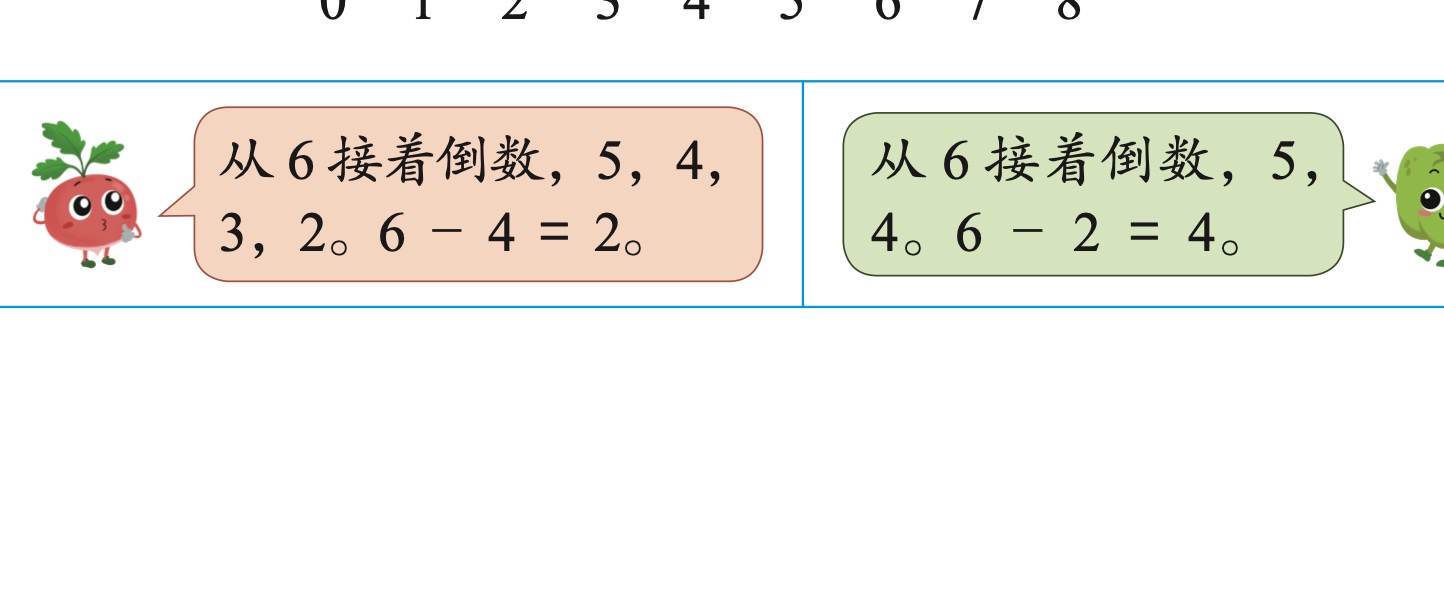 0 1 2 3 4 5 6 7 8
从 6 接着倒数，5，4，
3，2。6 − 4 = 2。
从 6 接着倒数，5，
4。6 − 2 = 4。